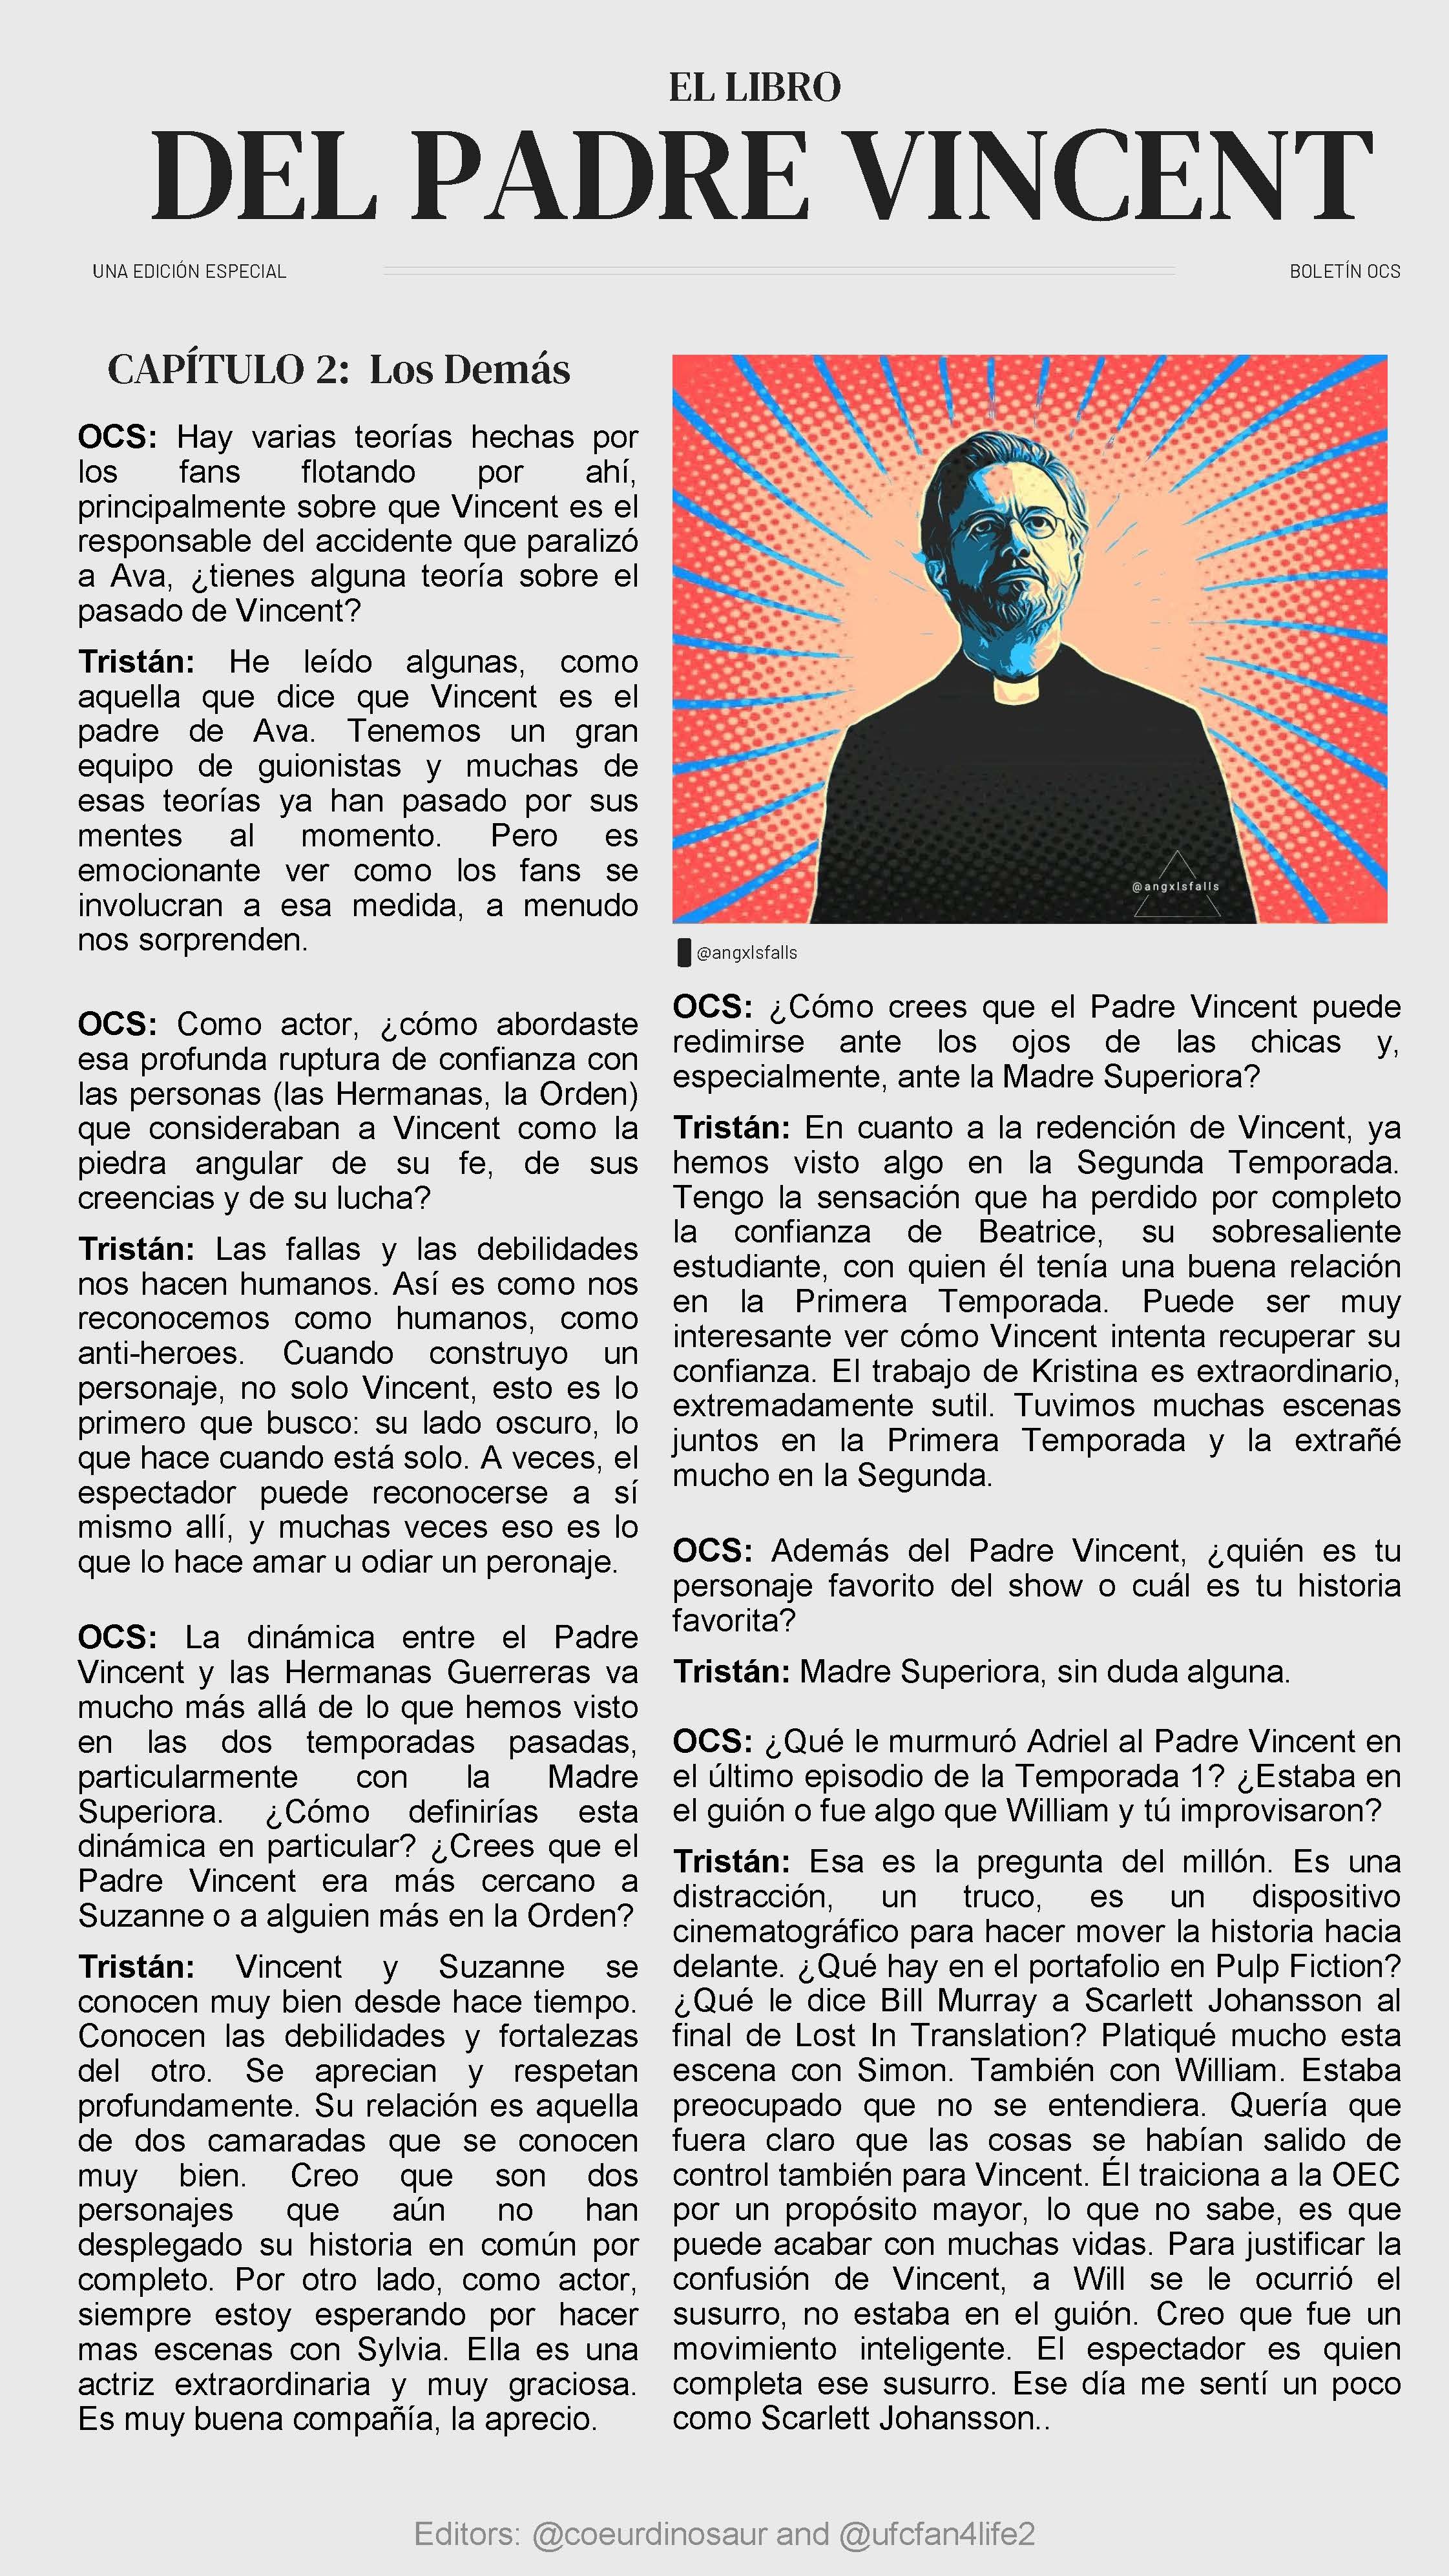 EL LIBRO
DEL PADRE VINCENT
UNA EDICIÓN ESPECIAL
BOLETÍN OCS
CAPÍTULO 2: Los Demás
OCS: Hay varias teorías hechas por
los fans flotando por ahí,
principalmente sobre que Vincent es el
responsable del accidente que paralizó
a Ava, ¿tienes alguna teoría sobre el
pasado de Vincent?
Tristán: He leído algunas, como
aquella que dice que Vincent es el
padre de Ava. Tenemos un gran
equipo de guionistas y muchas de
esas teorías ya han pasado por sus
mentes al momento. Pero es
emocionante ver como los fans se
involucran a esa medida, a menudo
nos sorprenden.
OCS: Como actor, ¿cómo abordaste
esa profunda ruptura de confianza con
las personas (las Hermanas, la Orden)
que consideraban a Vincent como la
piedra angular de su fe, de sus
creencias y de su lucha?
Tristán: Las fallas y las debilidades
nos hacen humanos. Así es como nos
reconocemos como humanos, como
anti-heroes. Cuando construyo un
personaje, no solo Vincent, esto es lo
primero que busco: su lado oscuro, lo
que hace cuando está solo. A veces, el
espectador puede reconocerse a sí
mismo allí, y muchas veces eso es lo
que lo hace amar u odiar un peronaje.
OCS: La dinámica entre el Padre
Vincent y las Hermanas Guerreras va
mucho más allá de lo que hemos visto
en las dos temporadas pasadas,
particularmente con la Madre
Superiora. ¿Cómo definirías esta
dinámica en particular? ¿Crees que el
Padre Vincent era más cercano a
Suzanne o a alguien más en la Orden?
Tristán: Vincent y Suzanne se
conocen muy bien desde hace tiempo.
Conocen las debilidades y fortalezas
del otro. Se aprecian y respetan
profundamente. Su relación es aquella
de dos camaradas que se conocen
muy bien. Creo que son dos
personajes que aún no han
desplegado su historia en común por
completo. Por otro lado, como actor,
siempre estoy esperando por hacer
mas escenas con Sylvia. Ella es una
actriz extraordinaria y muy graciosa.
Es muy buena compañía, la aprecio.
@angxlsfalls
@angxlsfalls
OCS: ¿Cómo crees que el Padre Vincent puede
redimirse ante los ojos de las chicas y,
especialmente, ante la Madre Superiora?
Tristán: En cuanto a la redención de Vincent, ya
hemos visto algo en la Segunda Temporada.
Tengo la sensación que ha perdido por completo
la confianza de Beatrice, su sobresaliente
estudiante, con quien él tenía una buena relación
en la Primera Temporada. Puede ser muy
interesante ver cómo Vincent intenta recuperar su
confianza. El trabajo de Kristina es extraordinario,
extremadamente sutil. Tuvimos muchas escenas
juntos en la Primera Temporada y la extrañé
mucho en la Segunda.
OCS: Además del Padre Vincent, ¿quién es tu
personaje favorito del show o cuál es tu historia
favorita?
Tristán: Madre Superiora, sin duda alguna.
OCS: ¿Qué le murmuró Adriel al Padre Vincent en
el último episodio de la Temporada 1? ¿Estaba en
el guión o fue algo que William y tú improvisaron?
Tristán: Esa es la pregunta del millón. Es una
distracción, un truco, es un dispositivo
cinematográfico para hacer mover la historia hacia
delante. ¿Qué hay en el portafolio en Pulp Fiction?
¿Qué le dice Bill Murray a Scarlett Johansson al
final de Lost In Translation? Platiqué mucho esta
escena con Simon. También con William. Estaba
preocupado que no se entendiera. Quería que
fuera claro que las cosas se habían salido de
control también para Vincent. Él traiciona a la OEC
por un propósito mayor, lo que no sabe, es que
puede acabar con muchas vidas. Para justificar la
confusión de Vincent, a Will se le ocurrió el
susurro, no estaba en el guión. Creo que fue un
movimiento inteligente. El espectador es quien
completa ese susurro. Ese día me sentí un poco
como Scarlett Johansson..
Editors: @coeurdinosaur and @ufcfan4life2